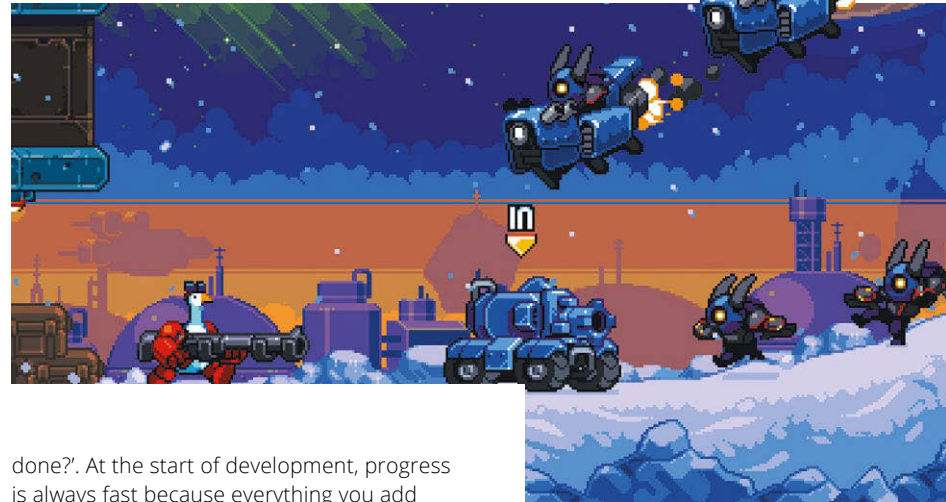 IN
done?’. At the start of development, progress
is always fast because everything you add